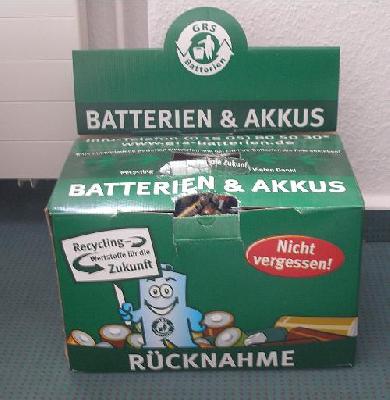 GRS
Batterien
BATTERIEN & AKKUS
www.grs-batterien.de
BATTERIEN & AKKUS
Recycling-
Wertstoffe für die
Zukunft
Nicht
vergessen!
RÜCKNAHME